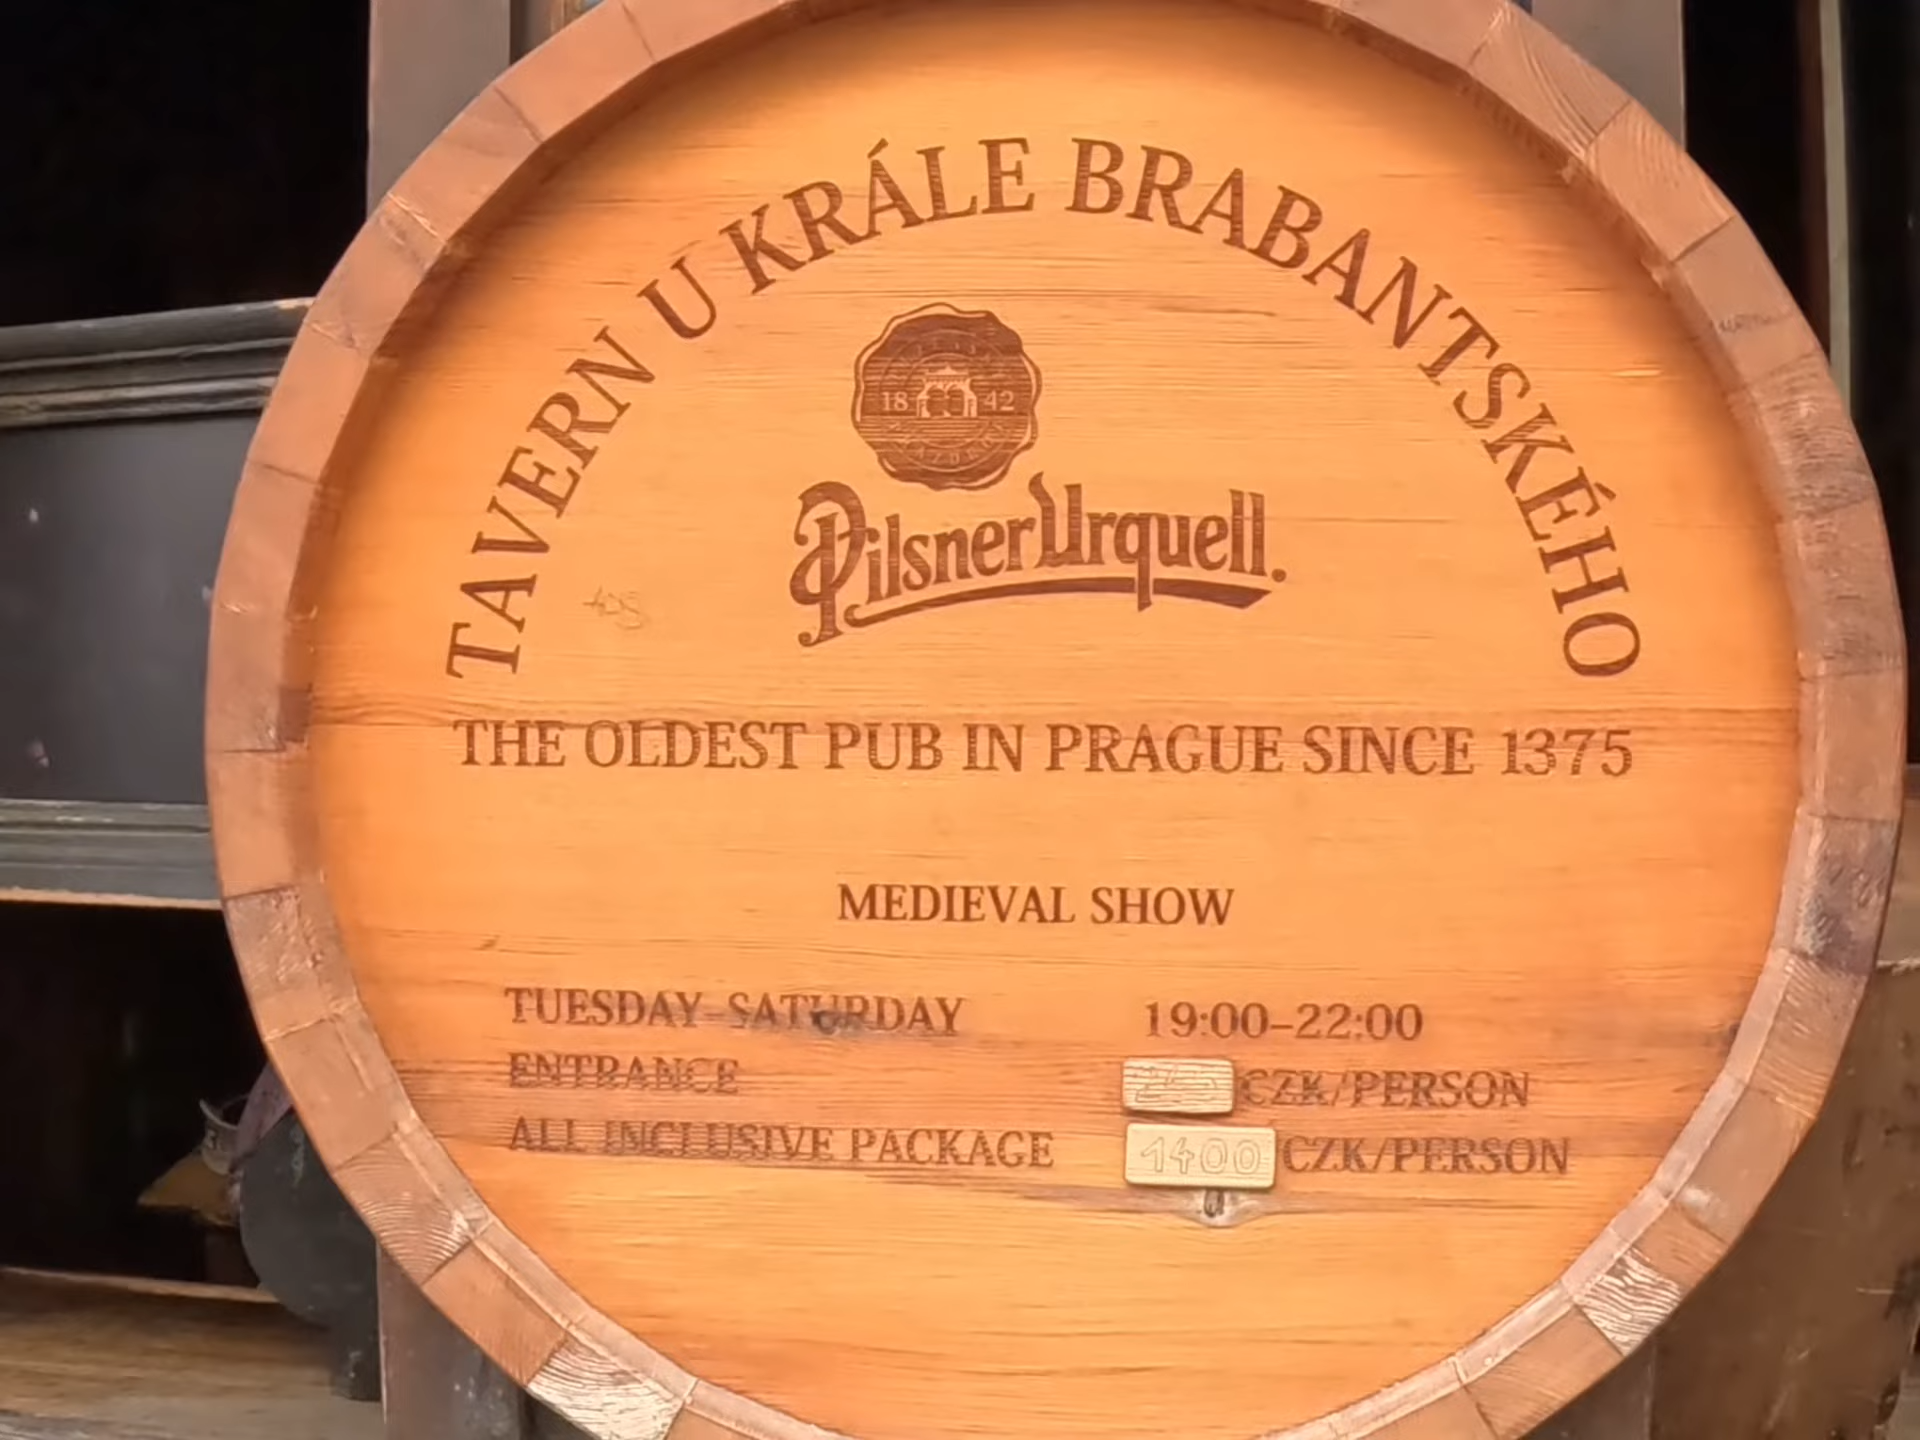 TAVERN U KRÁLE BRABANTSKÉHO
18 42
Pilsner Urquell.
THE OLDEST PUB IN PRAGUE SINCE 1375
MEDIEVAL SHOW
TUESDAY–SATURDAY 19:00–22:00
ENTRANCE CZK/PERSON
ALL INCLUSIVE PACKAGE 1400 CZK/PERSON